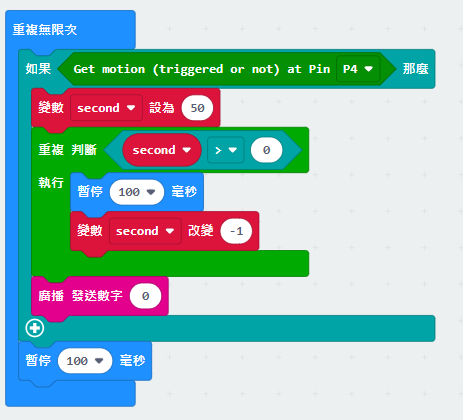 重複無限次
如果 Get motion (triggered or not) at Pin P4 那麼
變數 second 設為 50
重複 判斷 second > 0
執行
暫停 100 毫秒
變數 second 改變 -1
廣播 發送數字 0
暫停 100 毫秒